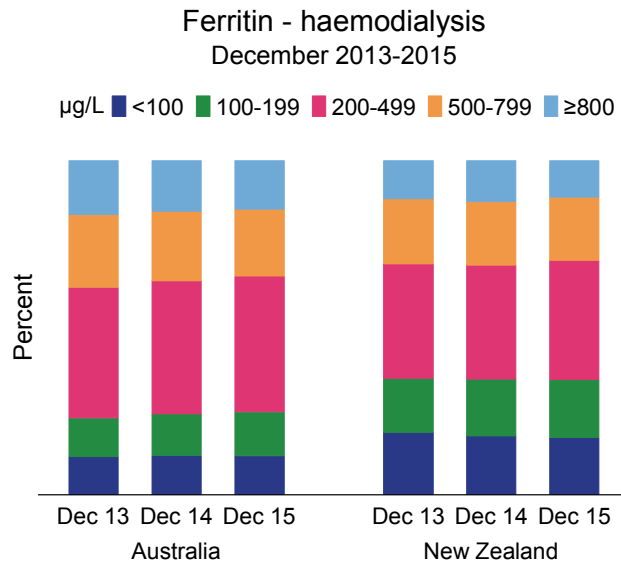 Ferritin - haemodialysis
December 2013-2015
µg/L <100 100-199 200-499 500-799 ≥800
Percent
Dec 13 Dec 14 Dec 15 Dec 13 Dec 14 Dec 15
Australia New Zealand